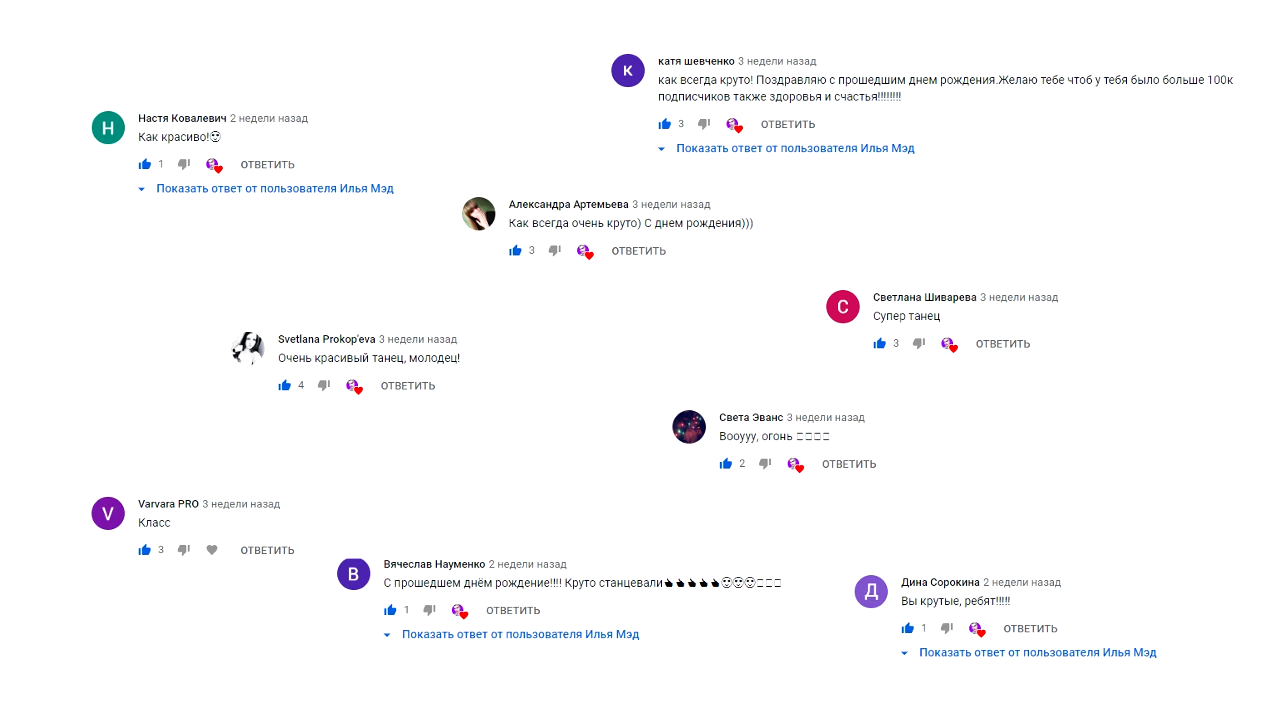 К
катя шевченко 3 недели назад
как всегда круто! Поздравляю с прошедшим днем рождения.Желаю тебе чтоб у тебя было больше 100к
подписчиков также здоровья и счастья!!!!!!!!
3 ОТВЕТИТЬ
Показать ответ от пользователя Илья Мэд
Н
Настя Ковалевич 2 недели назад
Как красиво!😍
1 ОТВЕТИТЬ
Показать ответ от пользователя Илья Мэд
Александра Артемьева 3 недели назад
Как всегда очень круто) С днем рождения)))
3 ОТВЕТИТЬ
С
Светлана Шиварева 3 недели назад
Супер танец
3 ОТВЕТИТЬ
Svetlana Prokop'eva 3 недели назад
Очень красивый танец, молодец!
4 ОТВЕТИТЬ
Света Эванс 3 недели назад
Вооууу, огонь □□□□
2 ОТВЕТИТЬ
V
Varvara PRO 3 недели назад
Класс
3 ОТВЕТИТЬ
В
Вячеслав Науменко 2 недели назад
С прошедшем днём рождение!!!! Круто станцевали👍👍👍👍👍😍😍😍□□□
1 ОТВЕТИТЬ
Показать ответ от пользователя Илья Мэд
Д
Дина Сорокина 2 недели назад
Вы крутые, ребят!!!!!
1 ОТВЕТИТЬ
Показать ответ от пользователя Илья Мэд